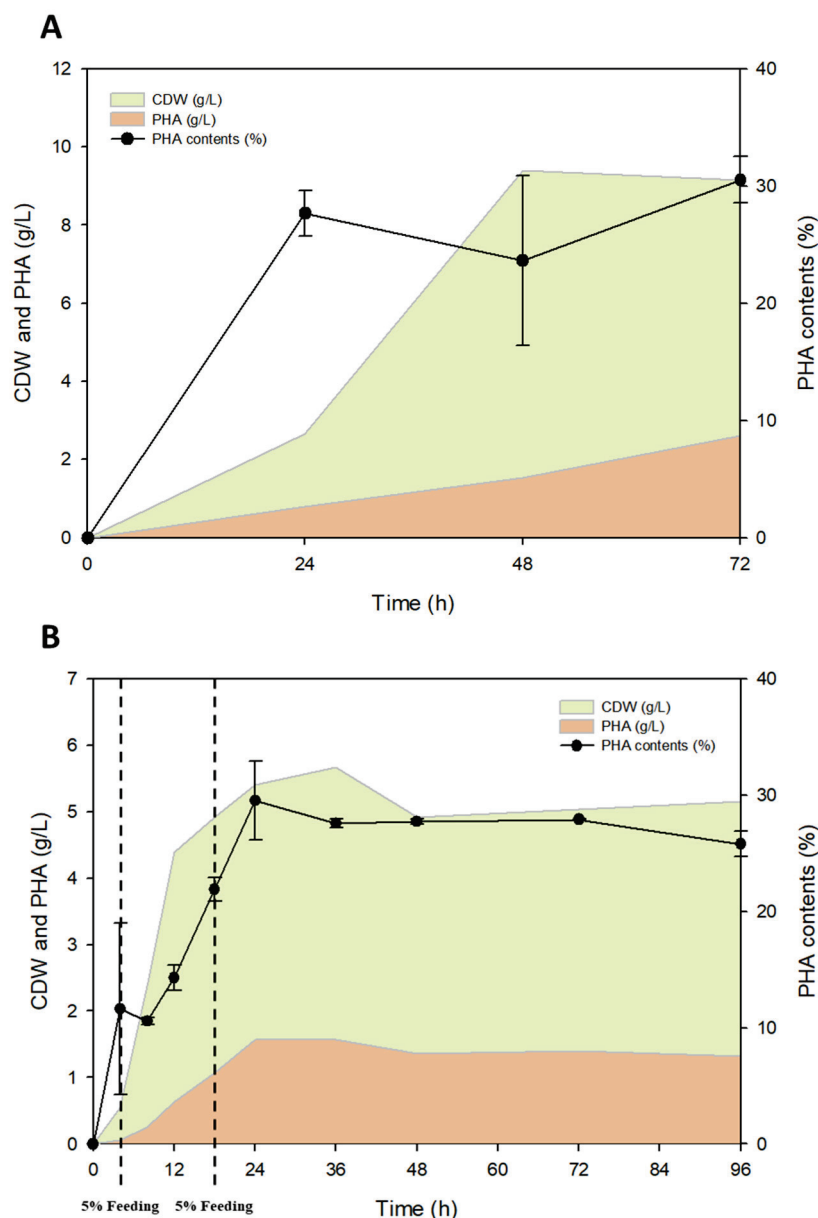 A
CDW (g/L)
PHA (g/L)
PHA contents (%)
12
10
8
6
4
2
0
CDW and PHA (g/L)
40
30
20
10
0
PHA contents (%)
0 24 48 72
Time (h)
B
CDW (g/L)
PHA (g/L)
PHA contents (%)
7
6
5
4
3
2
1
0
CDW and PHA (g/L)
40
30
20
10
0
PHA contents (%)
0 12 24 36 48 60 72 84 96
5% Feeding 5% Feeding
Time (h)